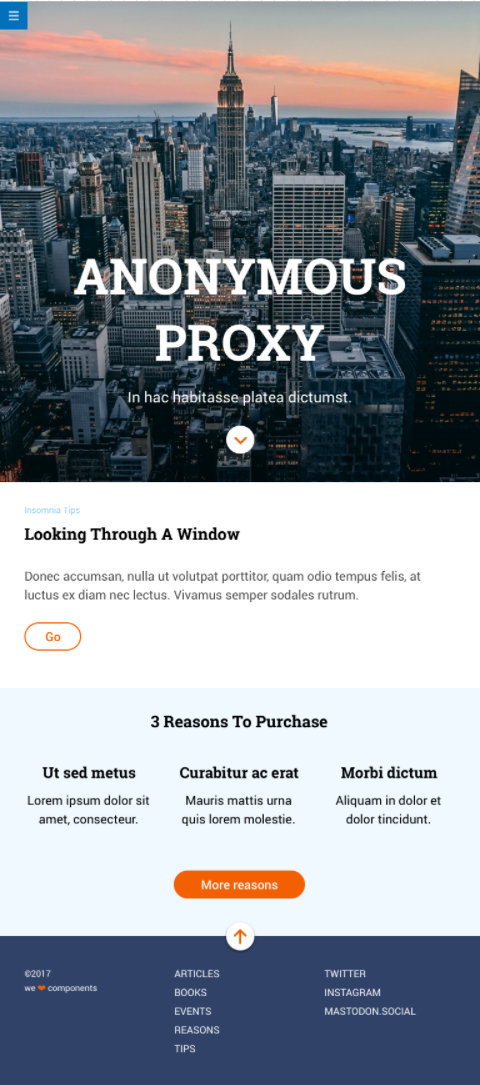 ANONYMOUS
PROXY
In hac habitasse platea dictumst.
Insomnia Tips
Looking Through A Window
Donec accumsan, nulla ut volutpat porttitor, quam odio tempus felis, at
luctus ex diam nec lectus. Vivamus semper sodales rutrum.
Go
3 Reasons To Purchase
Ut sed metus
Lorem ipsum dolor sit
amet, consecteur.
Curabitur ac erat
Mauris mattis urna
quis lorem molestie.
Morbi dictum
Aliquam in dolor et
dolor tincidunt.
More reasons
©2017
we ❤ components
ARTICLES
BOOKS
EVENTS
REASONS
TIPS
TWITTER
INSTAGRAM
MASTODON.SOCIAL